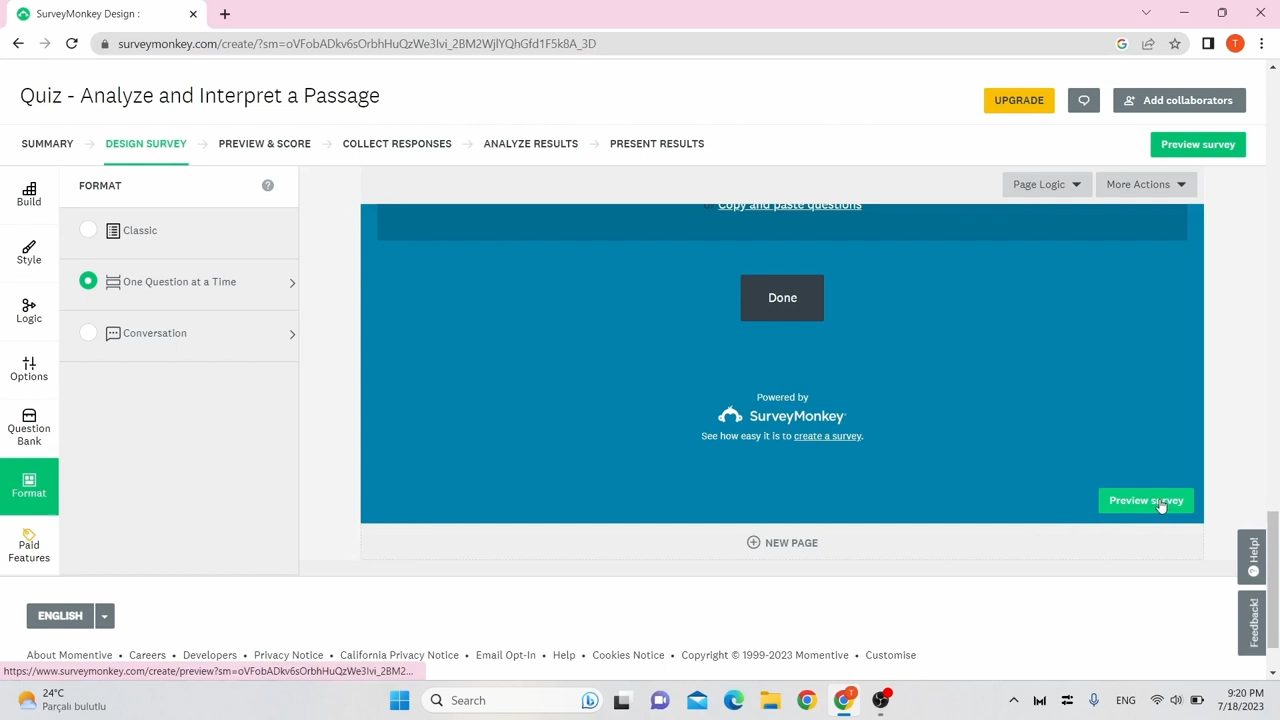 SurveyMonkey Design :
surveymonkey.com/create/?sm=oVFobADkv6sOrbhHuQzWe3Ivi_2BM2WjlYQhGfd1F5k8A_3D
T
Quiz - Analyze and Interpret a Passage
UPGRADE
Add collaborators
SUMMARY
DESIGN SURVEY
PREVIEW & SCORE
COLLECT RESPONSES
ANALYZE RESULTS
PRESENT RESULTS
Preview survey
Build
Style
Logic
Options
Question
Bank
Format
Paid
Features
FORMAT
?
Classic
One Question at a Time
Conversation
Page Logic
More Actions
or Copy and paste questions
Done
Powered by
SurveyMonkey
See how easy it is to create a survey.
Preview survey
NEW PAGE
Help!
Feedback!
ENGLISH
About Momentive • Careers • Developers • Privacy Notice • California Privacy Notice • Email Opt-In • Help • Cookies Notice • Copyright © 1999-2023 Momentive • Customise
https://www.surveymonkey.com/create/preview?sm=oVFobADkv6sOrbhHuQzWe3Ivi_2BM2...
24°C
Parçalı bulutlu
Search
T
ENG
9:20 PM
7/18/2023